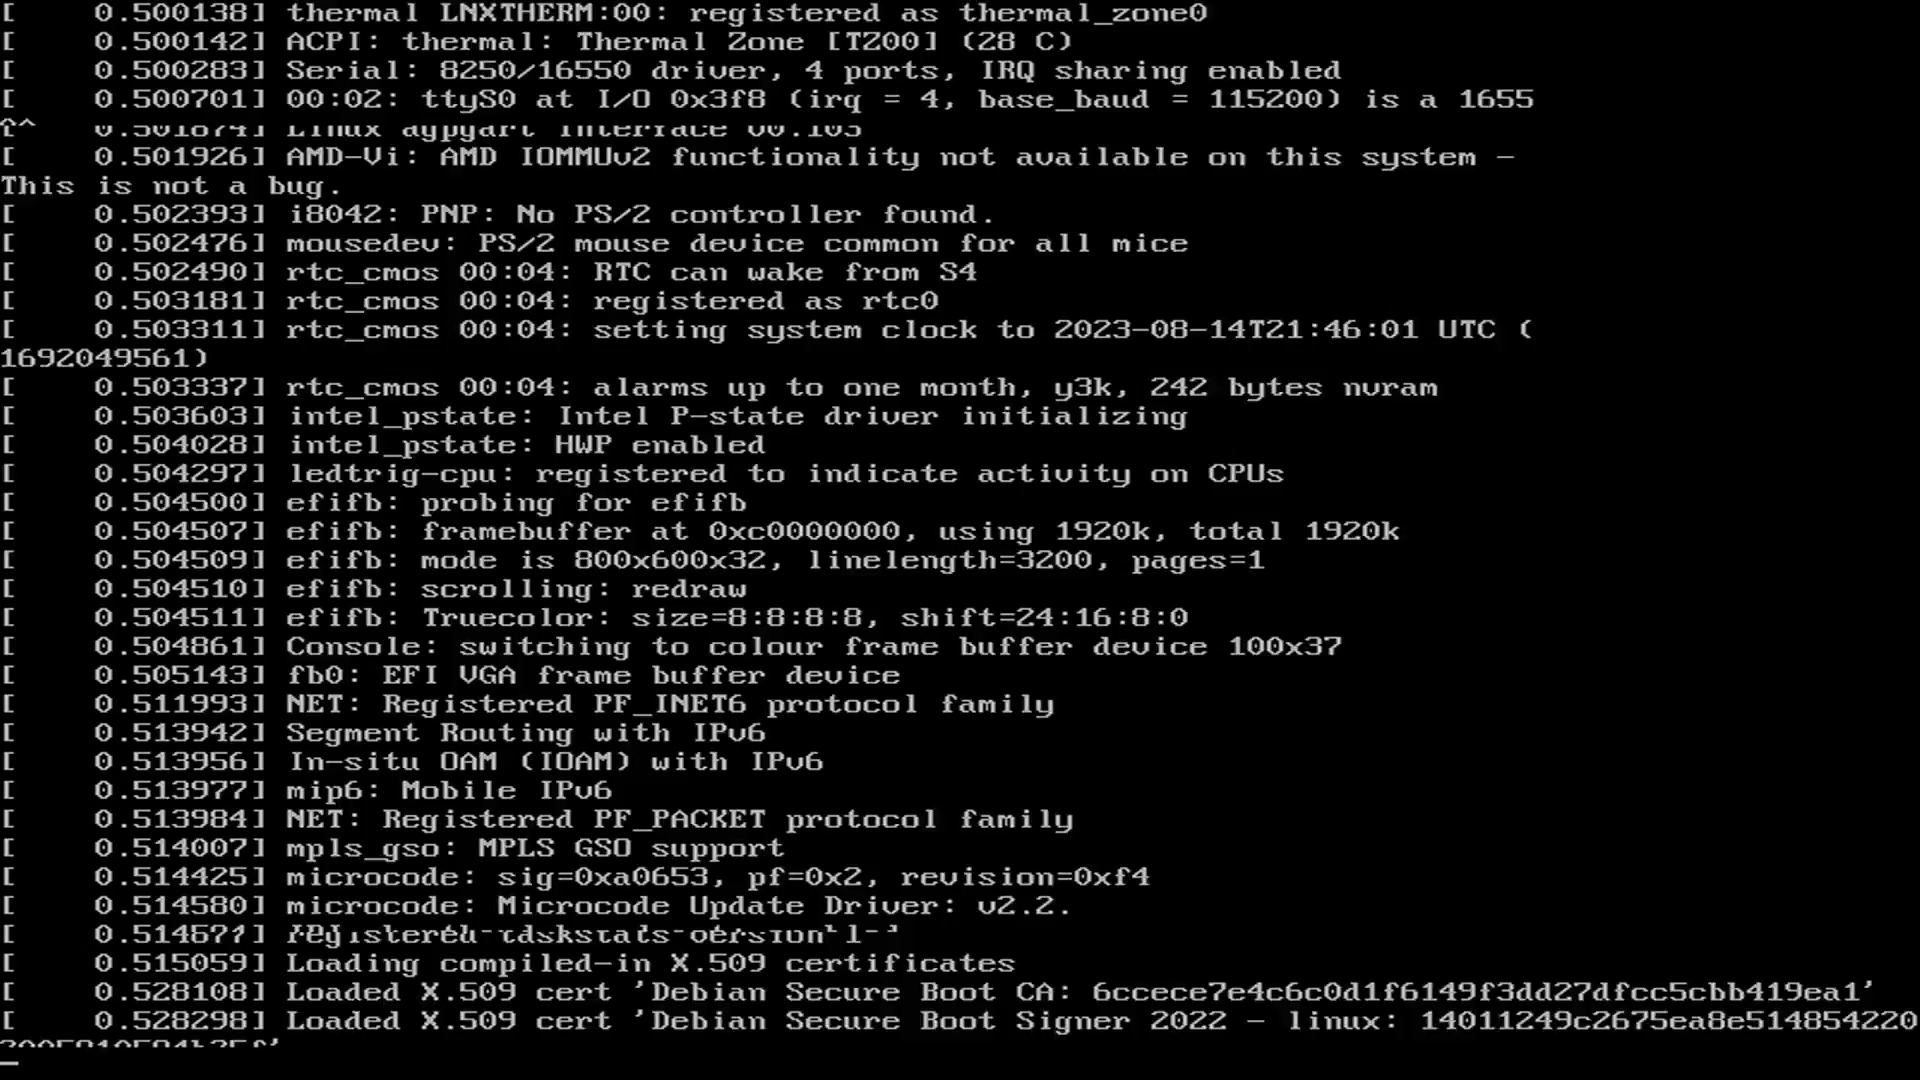 [    0.500138] thermal LNXTHERM:00: registered as thermal_zone0
[    0.500142] ACPI: thermal: Thermal Zone [TZ00] (28 C)
[    0.500283] Serial: 8250/16550 driver, 4 ports, IRQ sharing enabled
[    0.500701] 00:02: ttyS0 at I/O 0x3f8 (irq = 4, base_baud = 115200) is a 1655
Linux agpgart interface v0.103
[    0.501926] AMD-Vi: AMD IOMMUv2 functionality not available on this system -
This is not a bug.
[    0.502393] i8042: PNP: No PS/2 controller found.
[    0.502476] mousedev: PS/2 mouse device common for all mice
[    0.502490] rtc_cmos 00:04: RTC can wake from S4
[    0.503181] rtc_cmos 00:04: registered as rtc0
[    0.503311] rtc_cmos 00:04: setting system clock to 2023-08-14T21:46:01 UTC (
1692049561)
[    0.503337] rtc_cmos 00:04: alarms up to one month, y3k, 242 bytes nvram
[    0.503603] intel_pstate: Intel P-state driver initializing
[    0.504028] intel_pstate: HWP enabled
[    0.504297] ledtrig-cpu: registered to indicate activity on CPUs
[    0.504500] efifb: probing for efifb
[    0.504507] efifb: framebuffer at 0xc0000000, using 1920k, total 1920k
[    0.504509] efifb: mode is 800x600x32, linelength=3200, pages=1
[    0.504510] efifb: scrolling: redraw
[    0.504511] efifb: Truecolor: size=8:8:8:8, shift=24:16:8:0
[    0.504861] Console: switching to colour frame buffer device 100x37
[    0.505143] fb0: EFI VGA frame buffer device
[    0.511993] NET: Registered PF_INET6 protocol family
[    0.513942] Segment Routing with IPv6
[    0.513956] In-situ OAM (IOAM) with IPv6
[    0.513977] mip6: Mobile IPv6
[    0.513984] NET: Registered PF_PACKET protocol family
[    0.514007] mpls_gso: MPLS GSO support
[    0.514425] microcode: sig=0xa0653, pf=0x2, revision=0xf4
[    0.514580] microcode: Microcode Update Driver: v2.2.
registered taskstats version 1
[    0.515059] Loading compiled-in X.509 certificates
[    0.528108] Loaded X.509 cert 'Debian Secure Boot CA: 6ccece7e4c6c0d1f6149f3dd27dfcc5cbb419ea1'
[    0.528298] Loaded X.509 cert 'Debian Secure Boot Signer 2022 - linux: 14011249c2675ea8e514854220